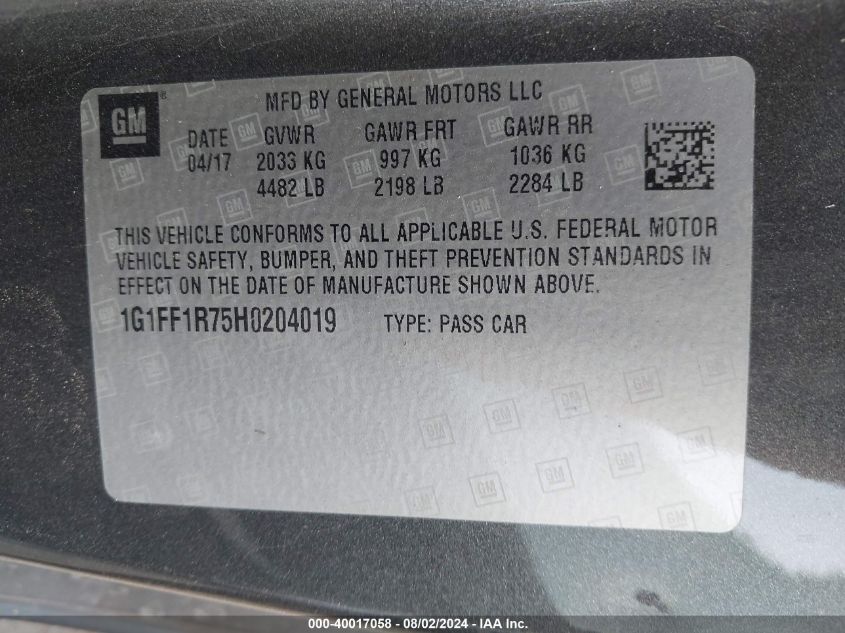 GM
MFD BY GENERAL MOTORS LLC
DATE GVWR GAWR FRT GAWR RR
04/17 2033 KG 997 KG 1036 KG
4482 LB 2198 LB 2284 LB
THIS VEHICLE CONFORMS TO ALL APPLICABLE U.S. FEDERAL MOTOR
VEHICLE SAFETY, BUMPER, AND THEFT PREVENTION STANDARDS IN
EFFECT ON THE DATE OF MANUFACTURE SHOWN ABOVE.
1G1FF1R75H0204019 TYPE: PASS CAR
000-40017058 - 08/02/2024 - IAA Inc.